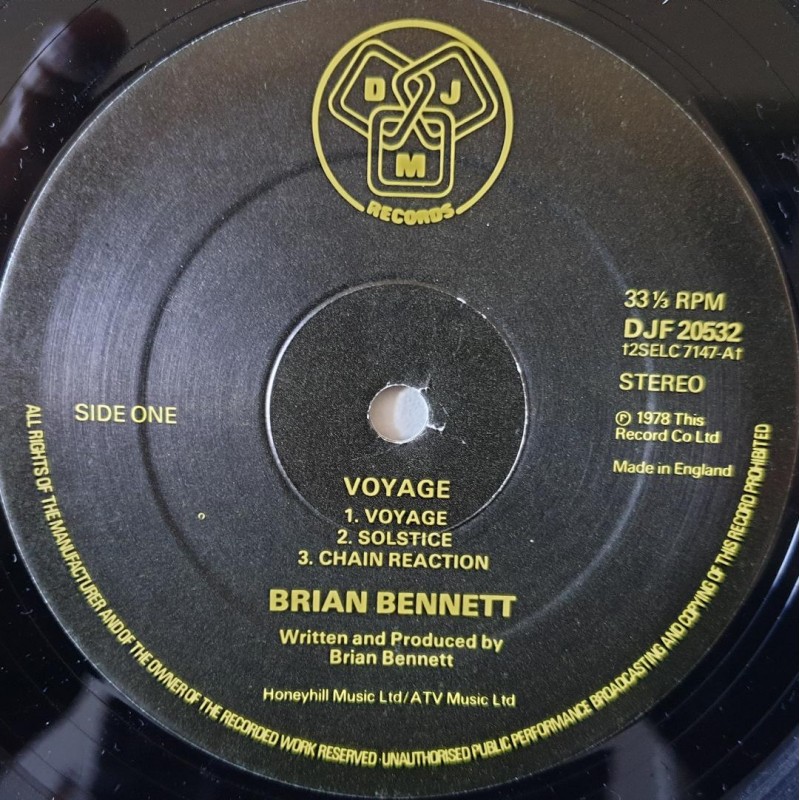 D J
M
RECORDS
33 ⅓ RPM
DJF 20532
†2SELC 7147-A†
STEREO
SIDE ONE
Ⓟ 1978 This
Record Co Ltd
Made in England
VOYAGE
1. VOYAGE
2. SOLSTICE
3. CHAIN REACTION
BRIAN BENNETT
Written and Produced by
Brian Bennett
Honeyhill Music Ltd/ATV Music Ltd
ALL RIGHTS OF THE MANUFACTURER AND OF THE OWNER OF THE RECORDED WORK RESERVED·UNAUTHORISED PUBLIC PERFORMANCE BROADCASTING AND COPYING OF THIS RECORD PROHIBITED